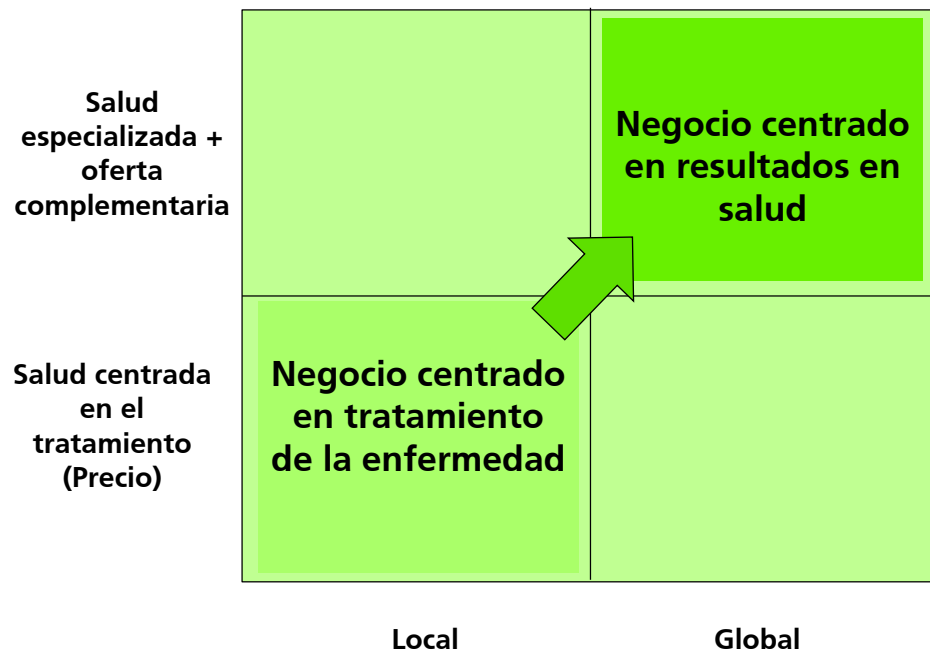 Salud
especializada +
oferta
complementaria
Negocio centrado
en resultados en
salud
Salud centrada
en el
tratamiento
(Precio)
Negocio centrado
en tratamiento
de la enfermedad
Local
Global